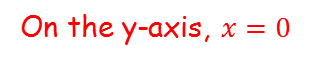 On the y-axis, x = 0